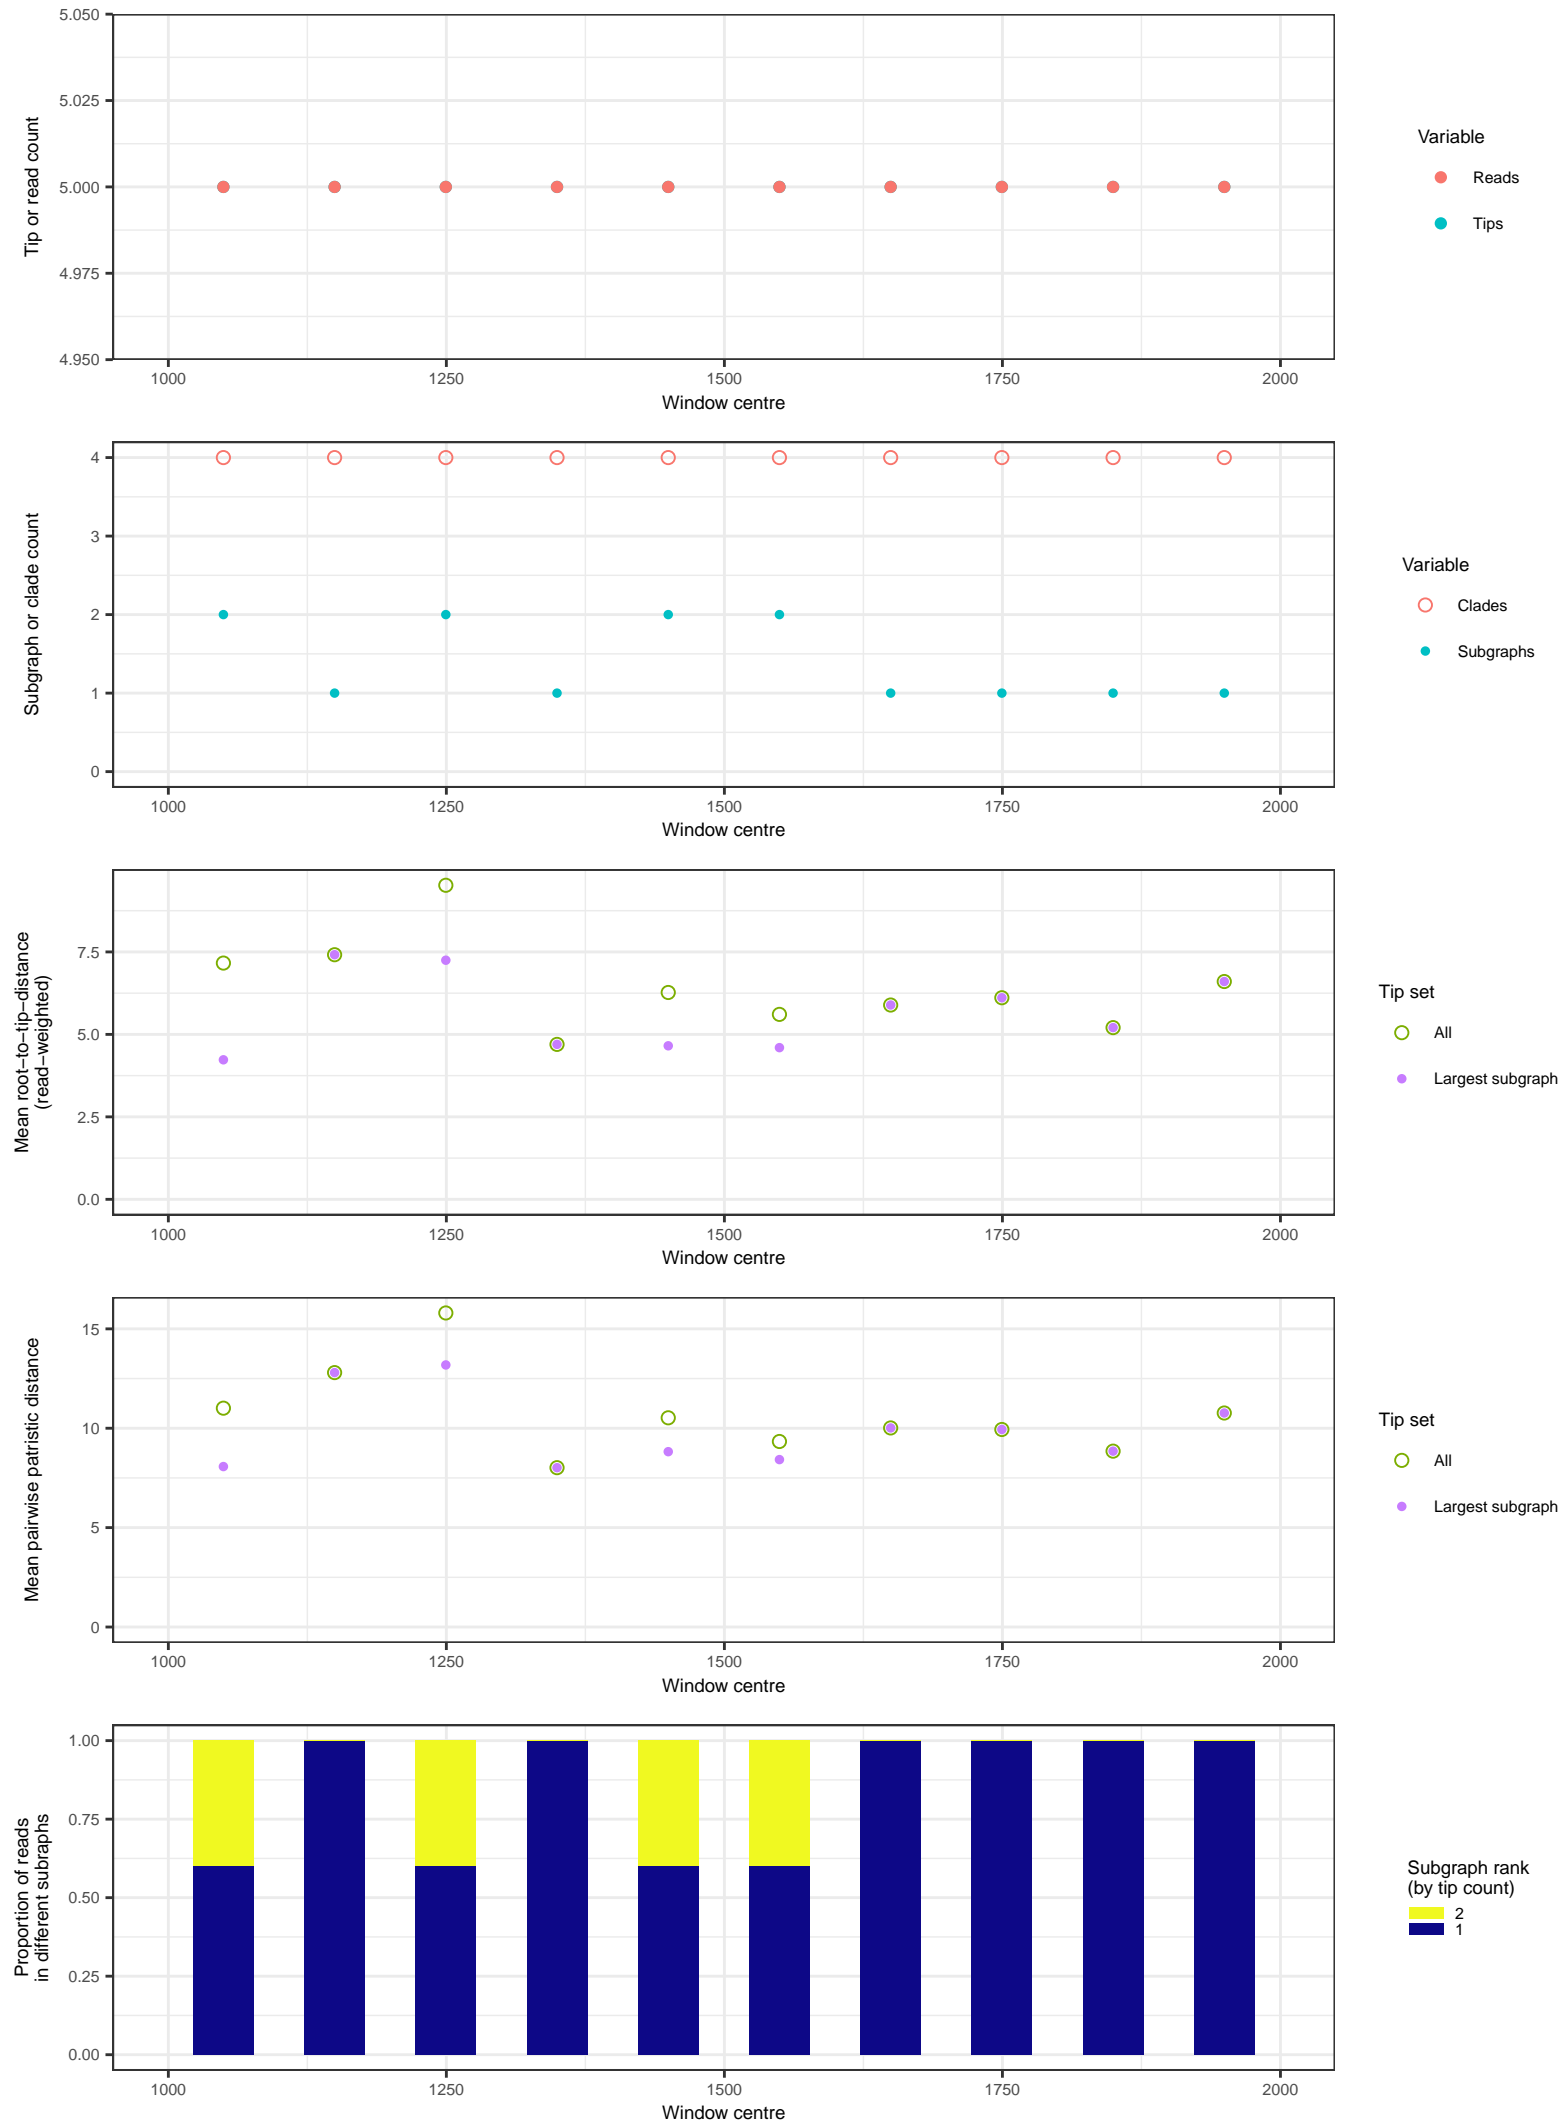 5.050
5.025
5.000
4.975
4.950
Tip or read count
1000 1250 1500 1750 2000
Window centre
Variable
Reads
Tips
4
3
2
1
0
Subgraph or clade count
1000 1250 1500 1750 2000
Window centre
Variable
Clades
Subgraphs
7.5
5.0
2.5
0.0
Mean root−to−tip−distance
(read−weighted)
1000 1250 1500 1750 2000
Window centre
Tip set
All
Largest subgraph
15
10
5
0
Mean pairwise patristic distance
1000 1250 1500 1750 2000
Window centre
Tip set
All
Largest subgraph
1.00
0.75
0.50
0.25
0.00
Proportion of reads
in different subraphs
1000 1250 1500 1750 2000
Window centre
Subgraph rank
(by tip count)
2
1